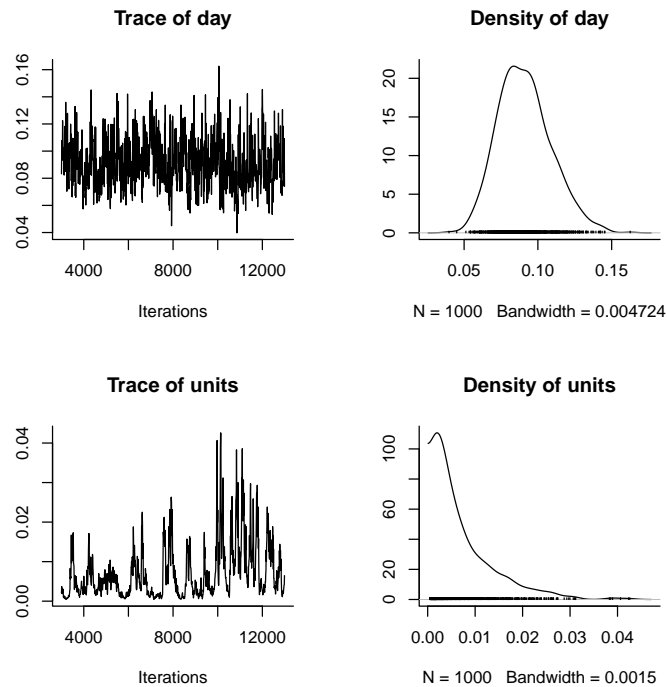 Trace of day
0.04 0.08 0.12 0.16
4000 8000 12000
Iterations
Density of day
0 5 10 15 20
0.05 0.10 0.15
N = 1000 Bandwidth = 0.004724
Trace of units
0.00 0.02 0.04
4000 8000 12000
Iterations
Density of units
0 20 60 100
0.00 0.01 0.02 0.03 0.04
N = 1000 Bandwidth = 0.0015